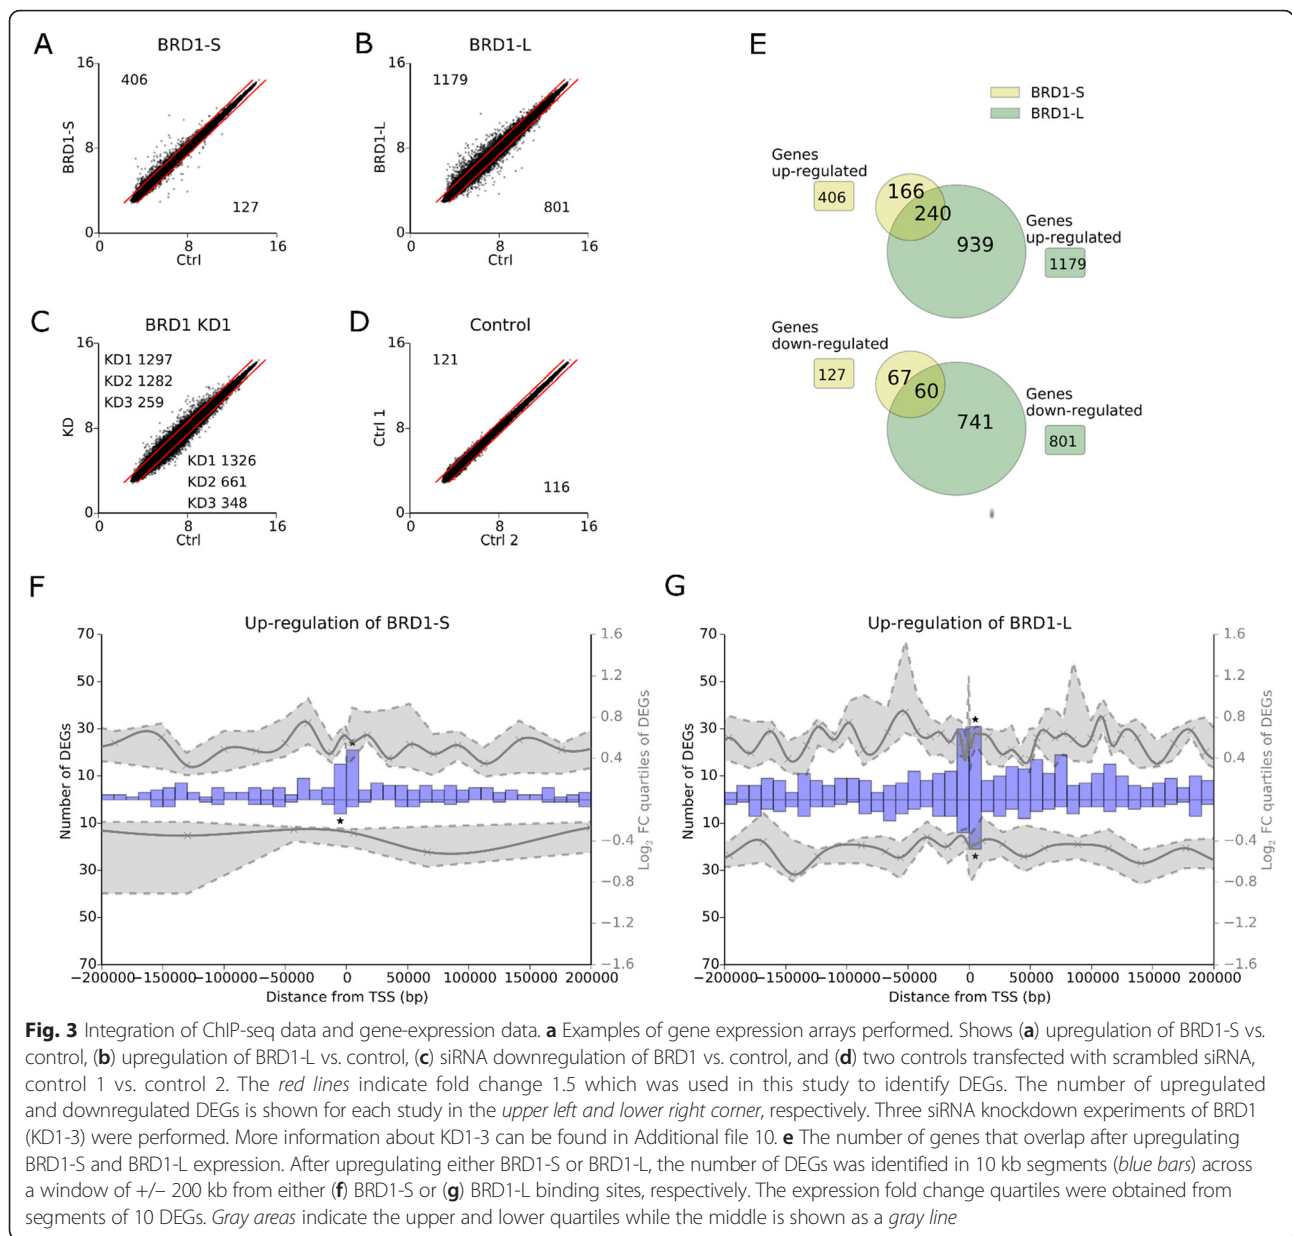 A
BRD1-S
16
8
0
0
8
16
406
127
BRD1-S
Ctrl
B
BRD1-L
16
8
0
0
8
16
1179
801
BRD1-L
Ctrl
C
BRD1 KD1
16
8
0
0
8
16
KD1 1297
KD2 1282
KD3 259
KD1 1326
KD2 661
KD3 348
KD
Ctrl
D
Control
16
8
0
0
8
16
121
116
Ctrl 1
Ctrl 2
E
BRD1-S
BRD1-L
Genes
up-regulated
406
166
240
939
Genes
up-regulated
1179
Genes
down-regulated
127
67
60
741
Genes
down-regulated
801
F
Up-regulation of BRD1-S
70
50
30
10
10
30
50
70
Number of DEGs
1.6
1.2
0.8
0.4
−0.4
−0.8
−1.2
−1.6
Log2 FC quartiles of DEGs
−200000
−150000
−100000
−50000
0
50000
100000
150000
200000
Distance from TSS (bp)
G
Up-regulation of BRD1-L
70
50
30
10
10
30
50
70
Number of DEGs
1.6
1.2
0.8
0.4
−0.4
−0.8
−1.2
−1.6
Log2 FC quartiles of DEGs
−200000
−150000
−100000
−50000
0
50000
100000
150000
200000
Distance from TSS (bp)
Fig. 3 Integration of ChIP-seq data and gene-expression data. a Examples of gene expression arrays performed. Shows (a) upregulation of BRD1-S vs.
control, (b) upregulation of BRD1-L vs. control, (c) siRNA downregulation of BRD1 vs. control, and (d) two controls transfected with scrambled siRNA,
control 1 vs. control 2. The red lines indicate fold change 1.5 which was used in this study to identify DEGs. The number of upregulated
and downregulated DEGs is shown for each study in the upper left and lower right corner, respectively. Three siRNA knockdown experiments of BRD1
(KD1-3) were performed. More information about KD1-3 can be found in Additional file 10. e The number of genes that overlap after upregulating
BRD1-S and BRD1-L expression. After upregulating either BRD1-S or BRD1-L, the number of DEGs was identified in 10 kb segments (blue bars) across
a window of +/− 200 kb from either (f) BRD1-S or (g) BRD1-L binding sites, respectively. The expression fold change quartiles were obtained from
segments of 10 DEGs. Gray areas indicate the upper and lower quartiles while the middle is shown as a gray line